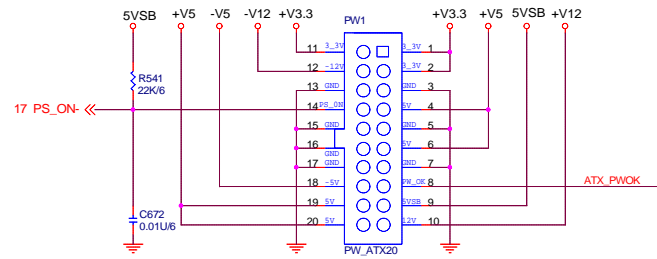 5VSB +V5 -V5 -V12 +V3.3 PW1 +V3.3 +V5 5VSB +V12
11 3_3V 3_3V 1
12 -12V 3_3V 2
13 GND GND 3
R541
22K/6
17 PS_ON- 14 PS_ON 5V 4
15 GND GND 5
16 GND 5V 6
17 GND GND 7
18 -5V PW_OK 8 ATX_PWOK
19 5V 5VSB 9
20 5V 12V 10
C672
0.01U/6
PW_ATX20